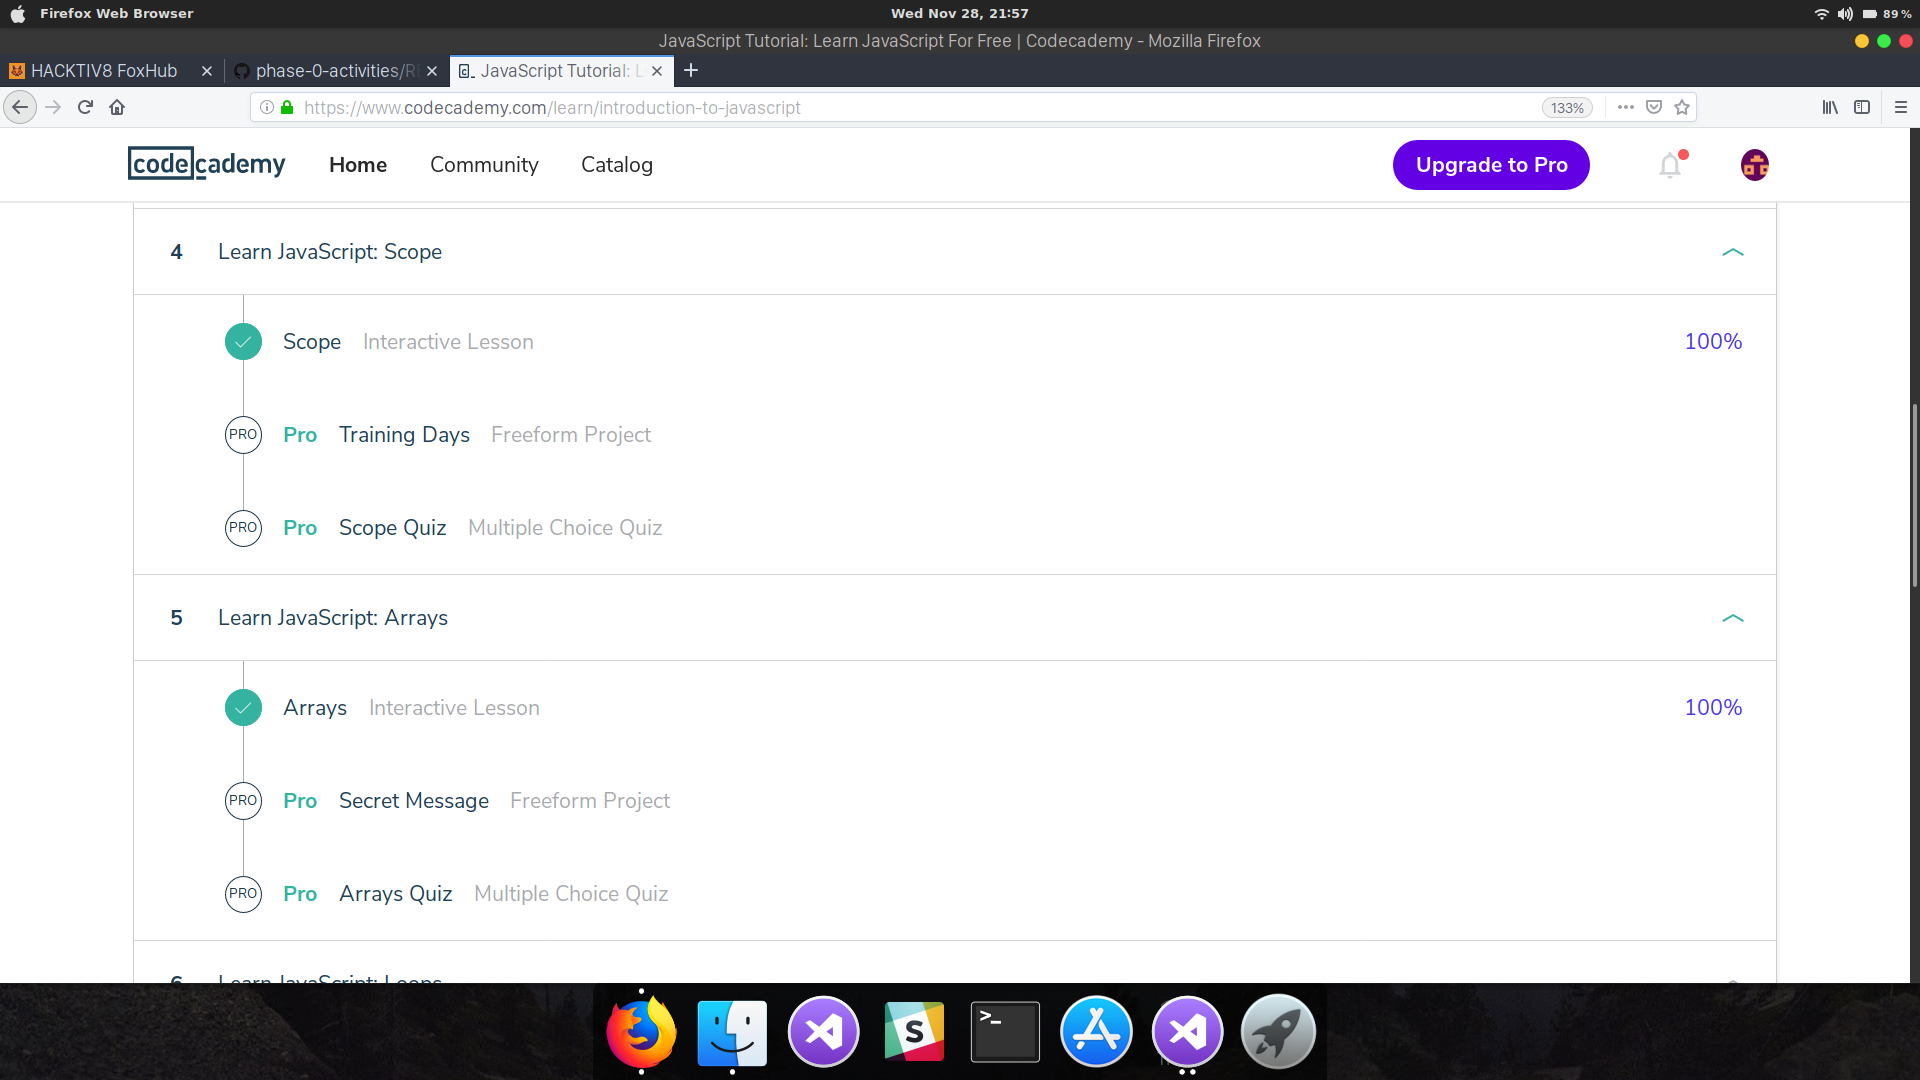 Firefox Web Browser
Wed Nov 28, 21:57
89 %
JavaScript Tutorial: Learn JavaScript For Free | Codecademy - Mozilla Firefox
HACKTIV8 FoxHub
phase-0-activities/RE
JavaScript Tutorial: L
https://www.codecademy.com/learn/introduction-to-javascript
133%
codecademy
Home
Community
Catalog
Upgrade to Pro
4 Learn JavaScript: Scope
Scope Interactive Lesson 100%
PRO Pro Training Days Freeform Project
PRO Pro Scope Quiz Multiple Choice Quiz
5 Learn JavaScript: Arrays
Arrays Interactive Lesson 100%
PRO Pro Secret Message Freeform Project
PRO Pro Arrays Quiz Multiple Choice Quiz
6 Learn JavaScript: Loops
S
>_